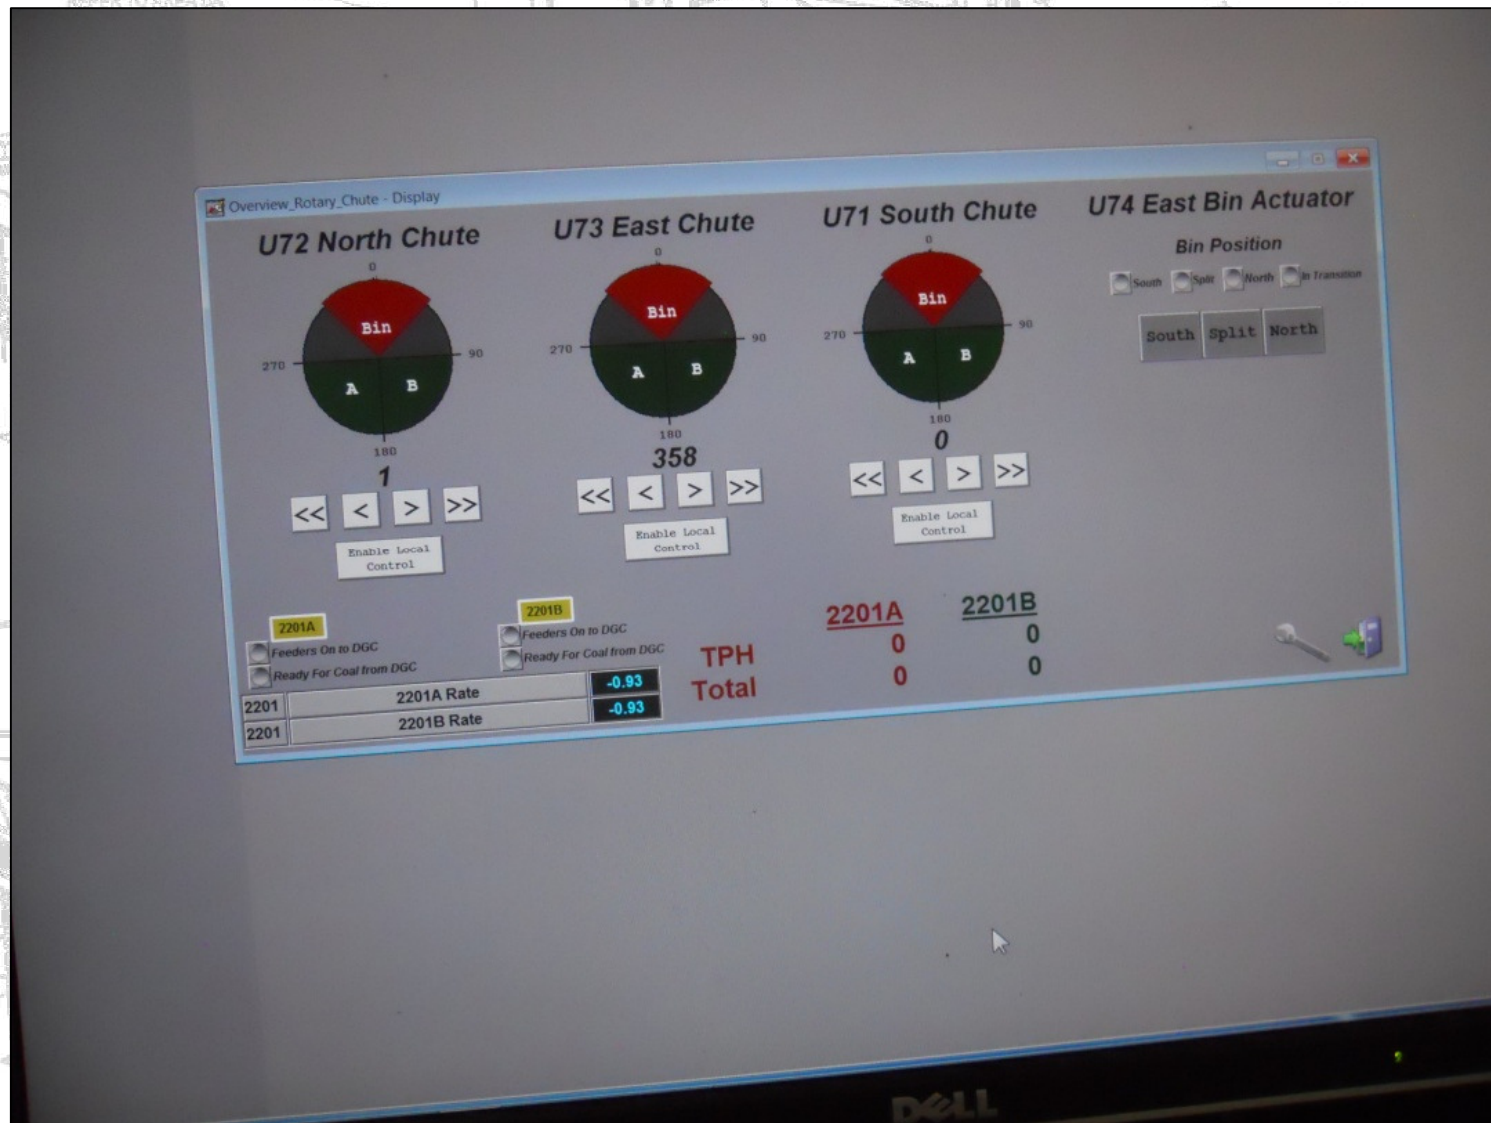 Overview_Rotary_Chute - Display
U72 North Chute
0
Bin
270
90
A B
180
1
<< < > >>
Enable Local
Control
U73 East Chute
0
Bin
270
90
A B
180
358
<< < > >>
Enable Local
Control
U71 South Chute
0
Bin
270
90
A B
180
0
<< < > >>
Enable Local
Control
U74 East Bin Actuator
Bin Position
South Split North In Transition
South Split North
2201A
Feeders On to DGC
Ready For Coal from DGC
2201B
Feeders On to DGC
Ready For Coal from DGC
2201 2201A Rate -0.93
2201 2201B Rate -0.93
2201A 2201B
TPH 0 0
Total 0 0
DELL